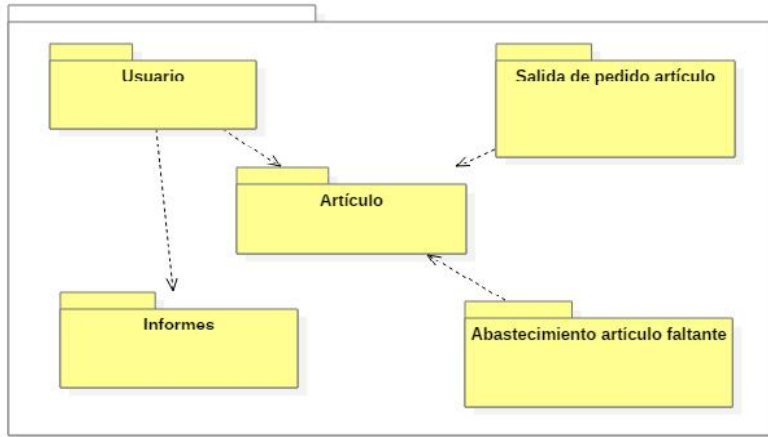 Usuario
Salida de pedido artículo
Artículo
Informes
Abastecimiento artículo faltante